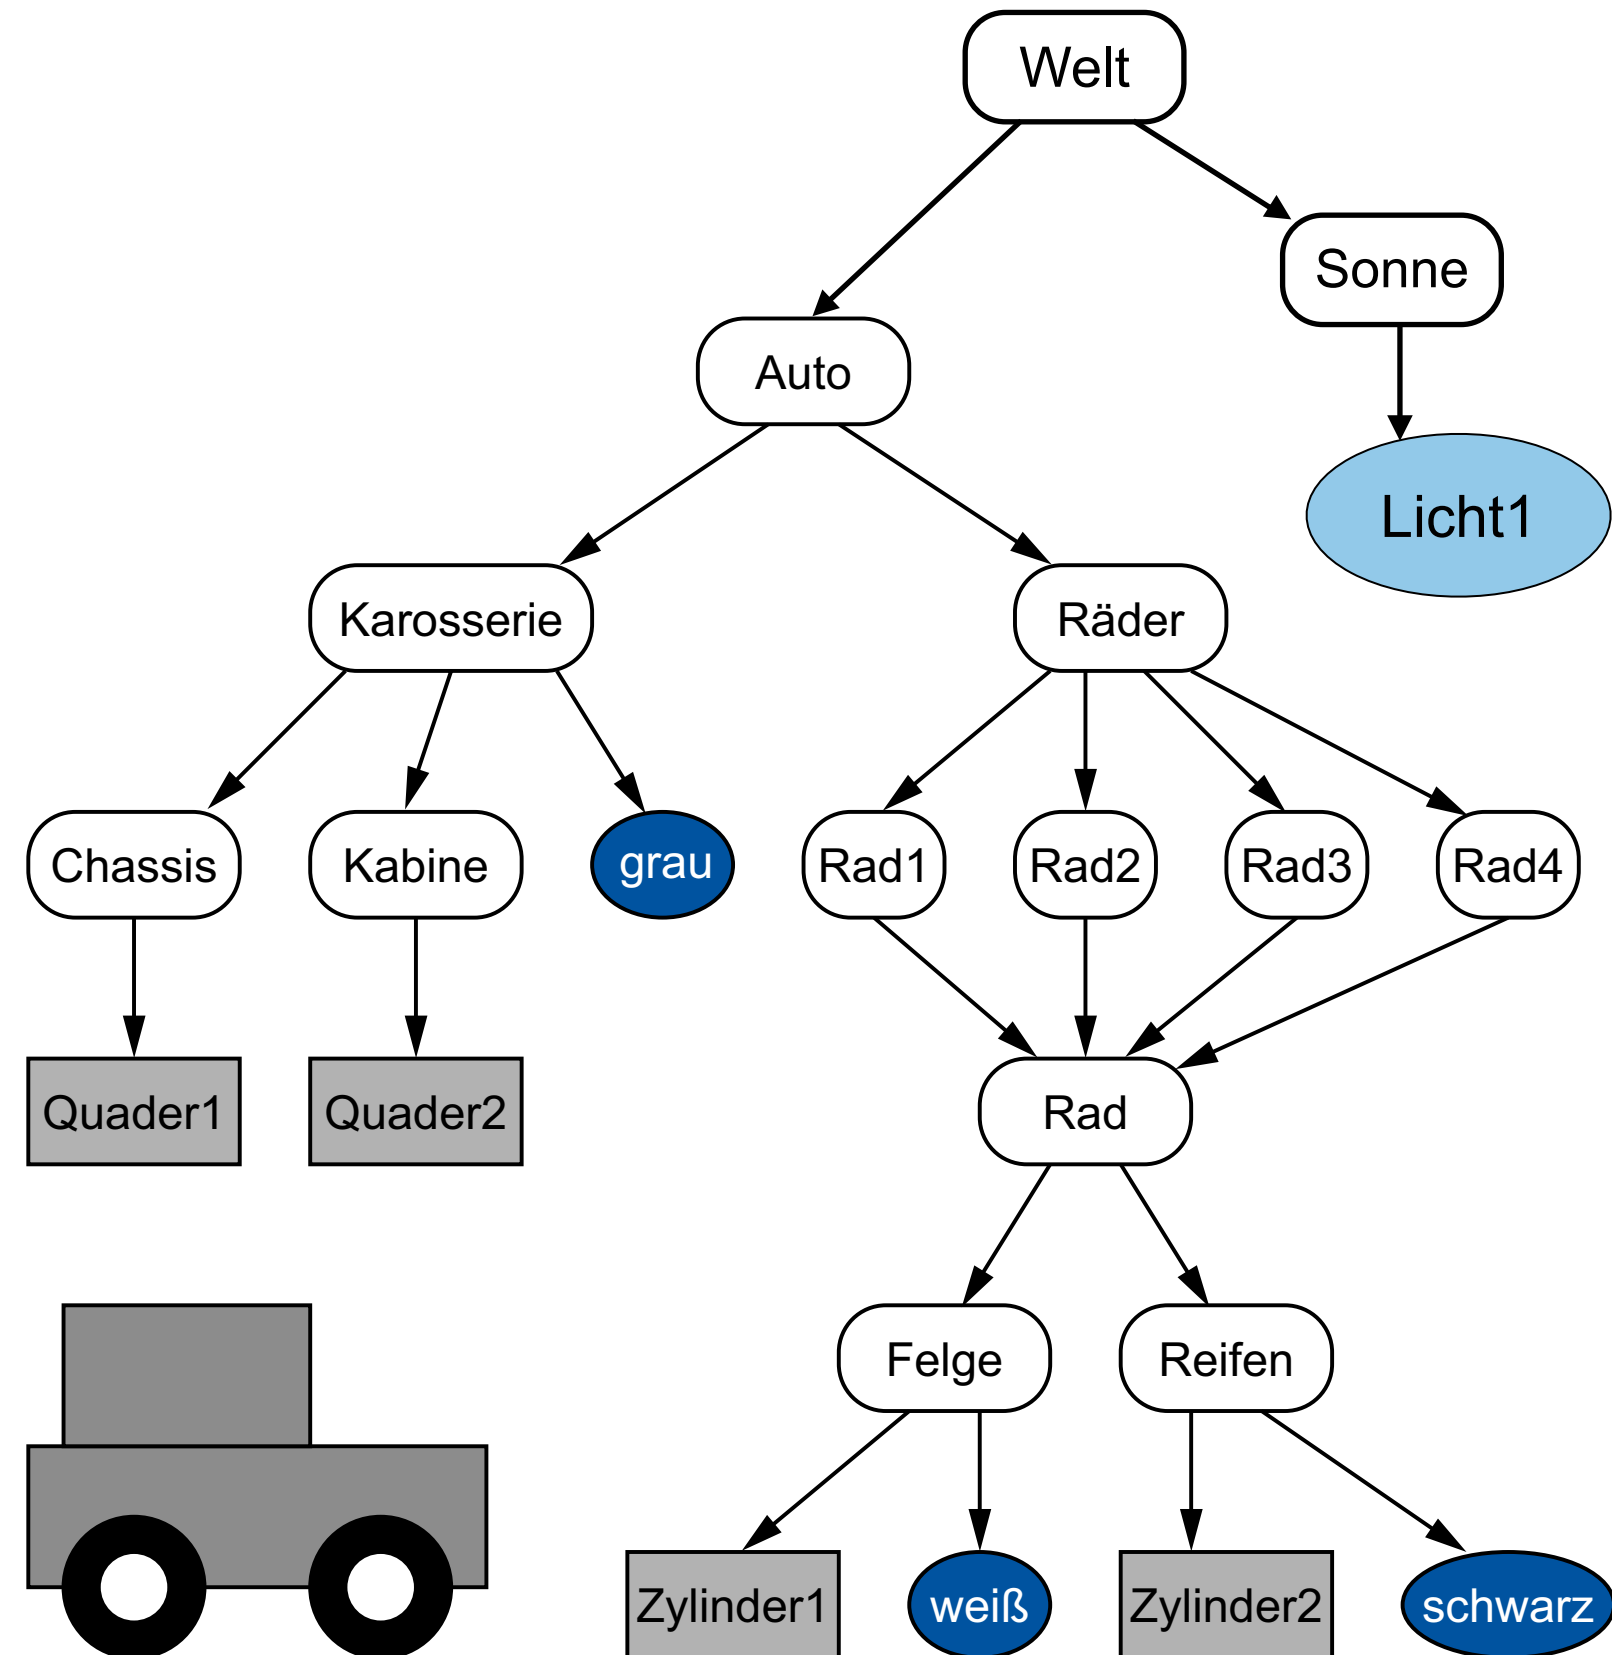 Welt
Sonne
Auto
Licht1
Karosserie
Räder
Chassis
Kabine
grau
Rad1
Rad2
Rad3
Rad4
Quader1
Quader2
Rad
Felge
Reifen
Zylinder1
weiß
Zylinder2
schwarz